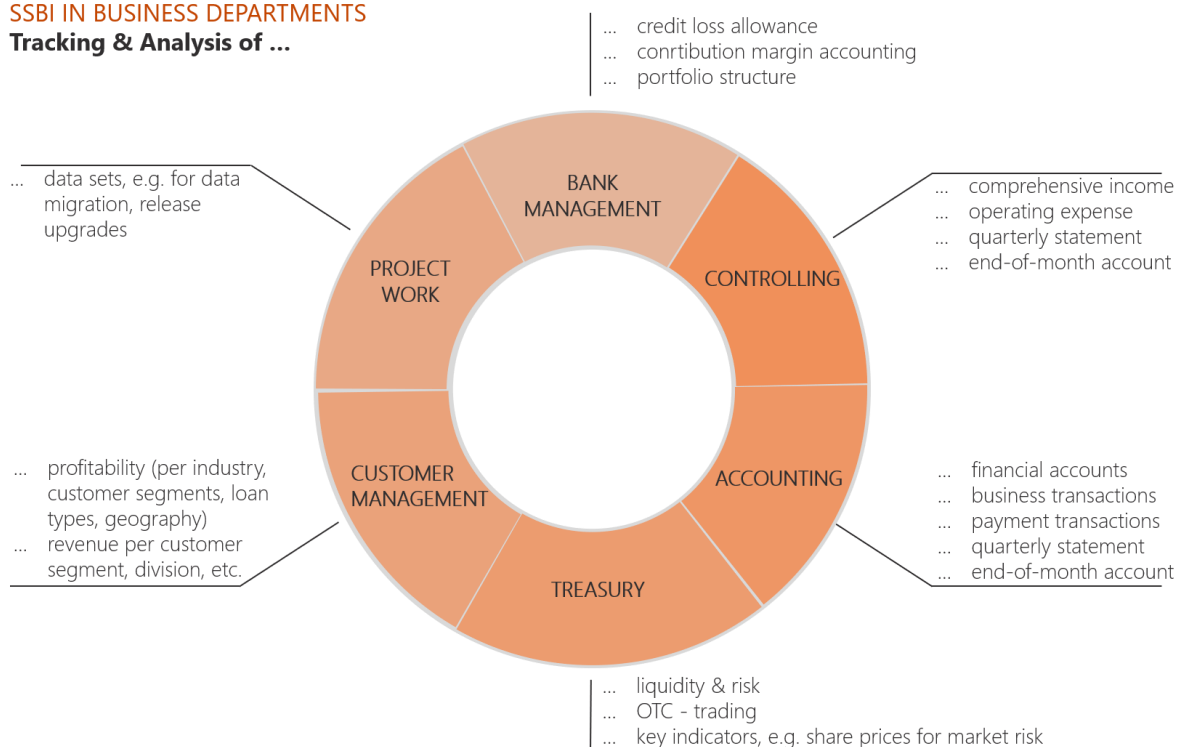 SSBI IN BUSINESS DEPARTMENTS
Tracking & Analysis of ...
... credit loss allowance
... conrtibution margin accounting
... portfolio structure
... data sets, e.g. for data
migration, release
upgrades
BANK
MANAGEMENT
... comprehensive income
... operating expense
... quarterly statement
... end-of-month account
PROJECT
WORK
CONTROLLING
... profitability (per industry,
customer segments, loan
types, geography)
... revenue per customer
segment, division, etc.
CUSTOMER
MANAGEMENT
ACCOUNTING
... financial accounts
... business transactions
... payment transactions
... quarterly statement
... end-of-month account
TREASURY
... liquidity & risk
... OTC - trading
... key indicators, e.g. share prices for market risk